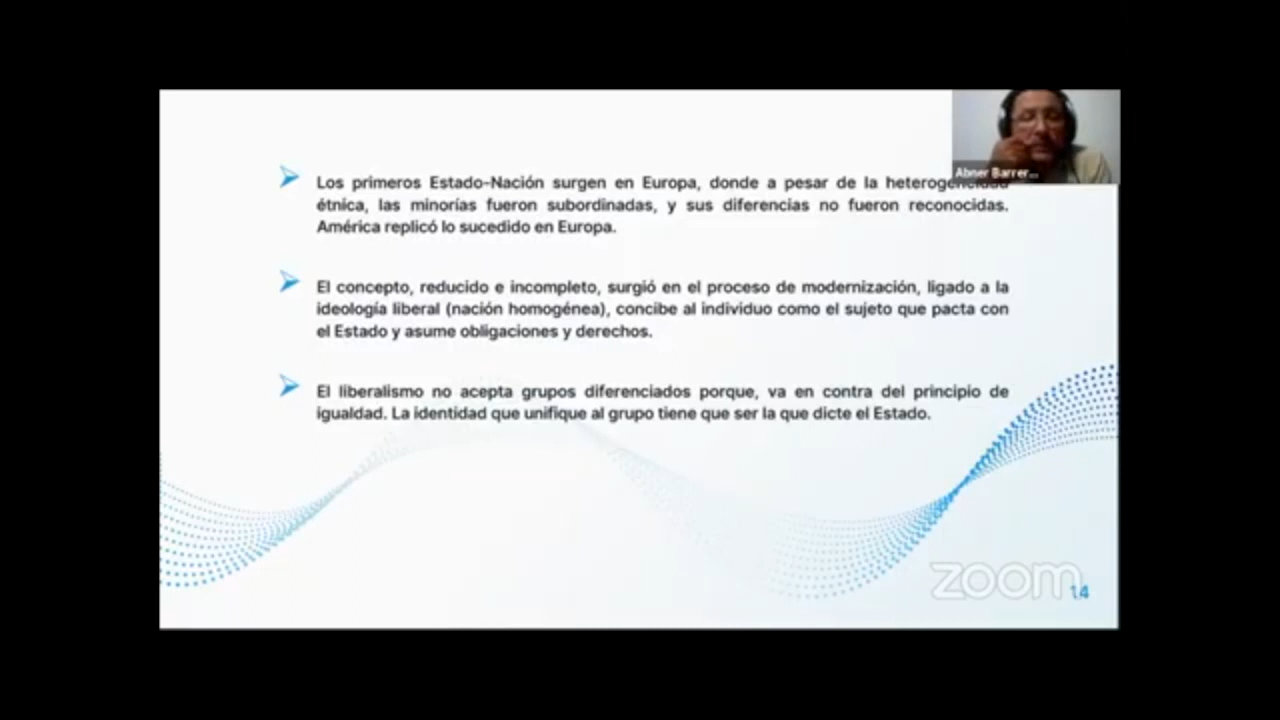 Abner Barrer...
Los primeros Estado-Nación surgen en Europa, donde a pesar de la heterogeneidad
étnica, las minorías fueron subordinadas, y sus diferencias no fueron reconocidas.
América replicó lo sucedido en Europa.
El concepto, reducido e incompleto, surgió en el proceso de modernización, ligado a la
ideología liberal (nación homogénea), concibe al individuo como el sujeto que pacta con
el Estado y asume obligaciones y derechos.
El liberalismo no acepta grupos diferenciados porque, va en contra del principio de
igualdad. La identidad que unifique al grupo tiene que ser la que dicte el Estado.
zoom
14